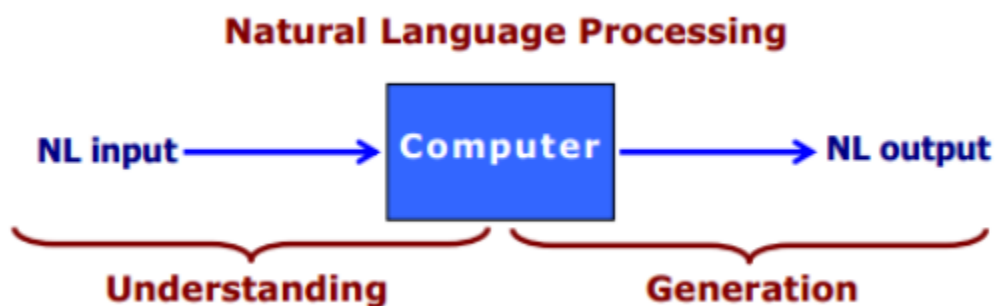 Natural Language Processing
NL input
Computer
NL output
Understanding
Generation